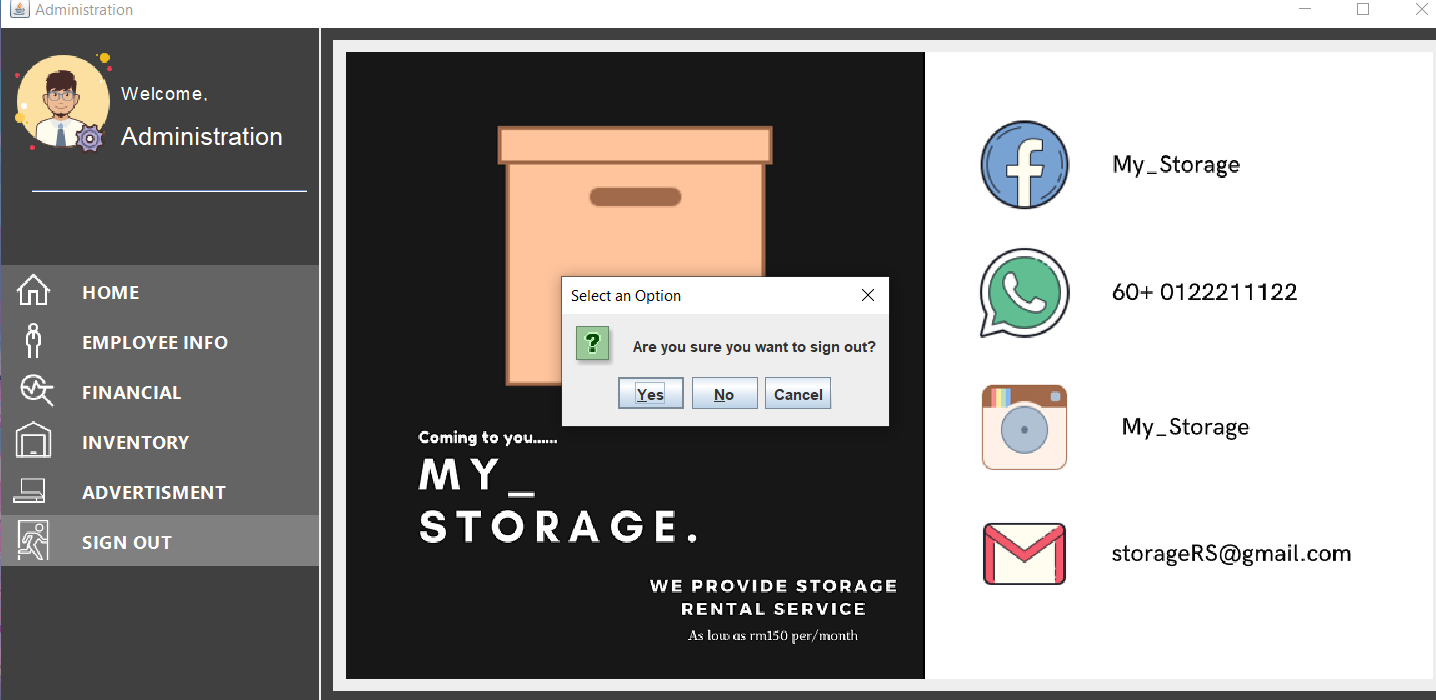 Administration
Welcome,
Administration
HOME
EMPLOYEE INFO
FINANCIAL
INVENTORY
ADVERTISMENT
SIGN OUT
Select an Option
?
Are you sure you want to sign out?
Yes
No
Cancel
Coming to you......
MY_
STORAGE.
WE PROVIDE STORAGE
RENTAL SERVICE
As low as rm150 per/month
f
My_Storage
60+ 0122211122
My_Storage
storageRS@gmail.com